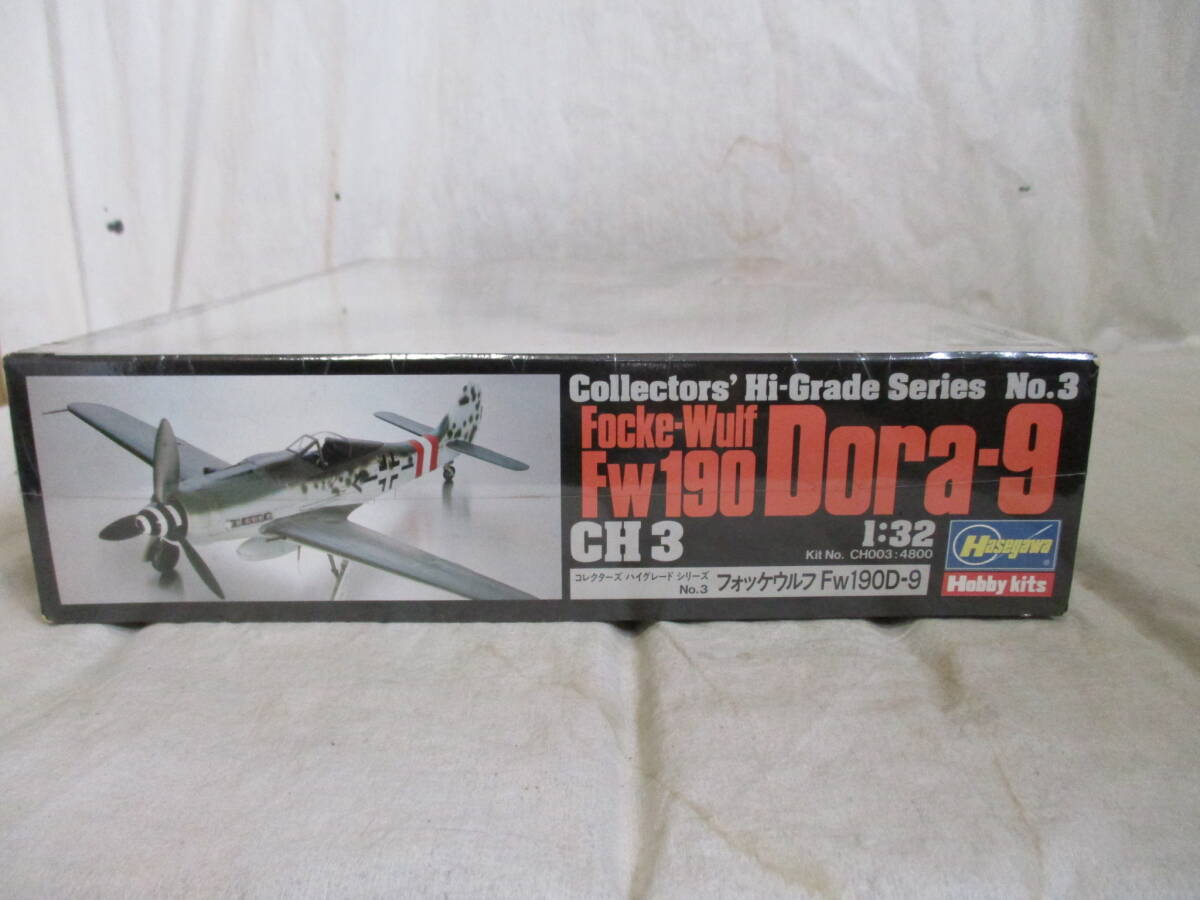 Collectors' Hi-Grade Series No.3
Focke-Wulf
Fw190 Dora-9
CH 3
1:32
Kit No. CH003:4800
コレクターズ ハイグレード シリーズ
No.3 フォッケウルフ Fw190D-9
Hasegawa
Hobby kits